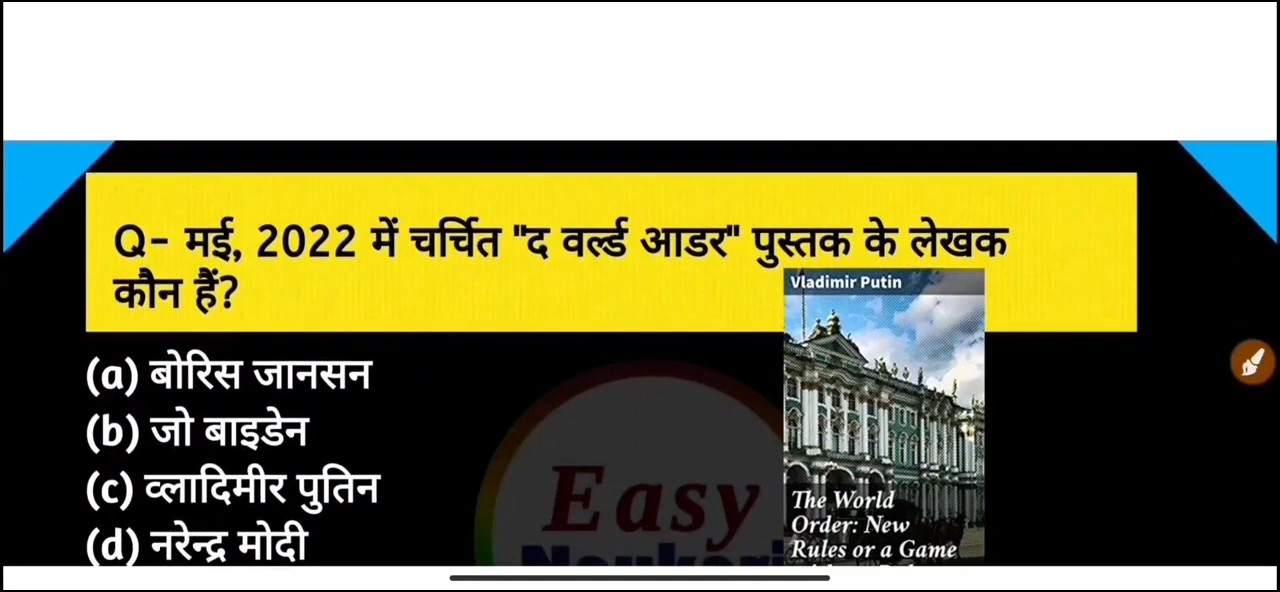 Q- मई, 2022 में चर्चित "द वर्ल्ड आडर" पुस्तक के लेखक
कौन हैं?
Vladimir Putin
(a) बोरिस जानसन
(b) जो बाइडेन
(c) व्लादिमीर पुतिन
(d) नरेन्द्र मोदी
Easy
The World
Order: New
Rules or a Game